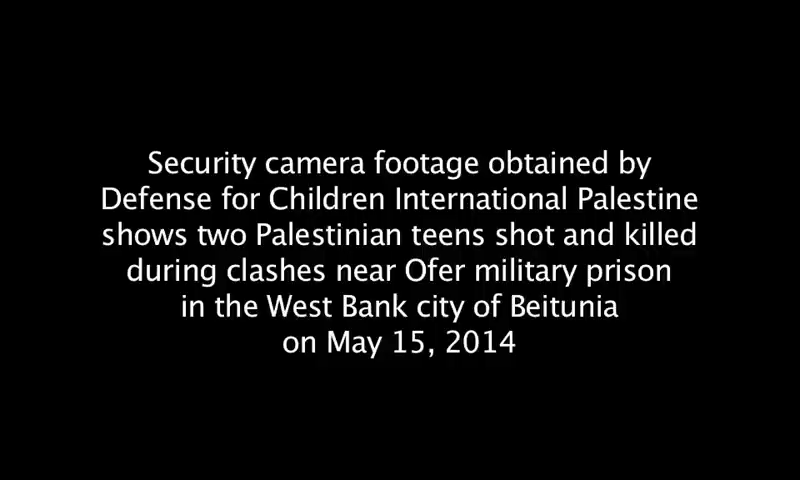 Security camera footage obtained by
Defense for Children International Palestine
shows two Palestinian teens shot and killed
during clashes near Ofer military prison
in the West Bank city of Beitunia
on May 15, 2014